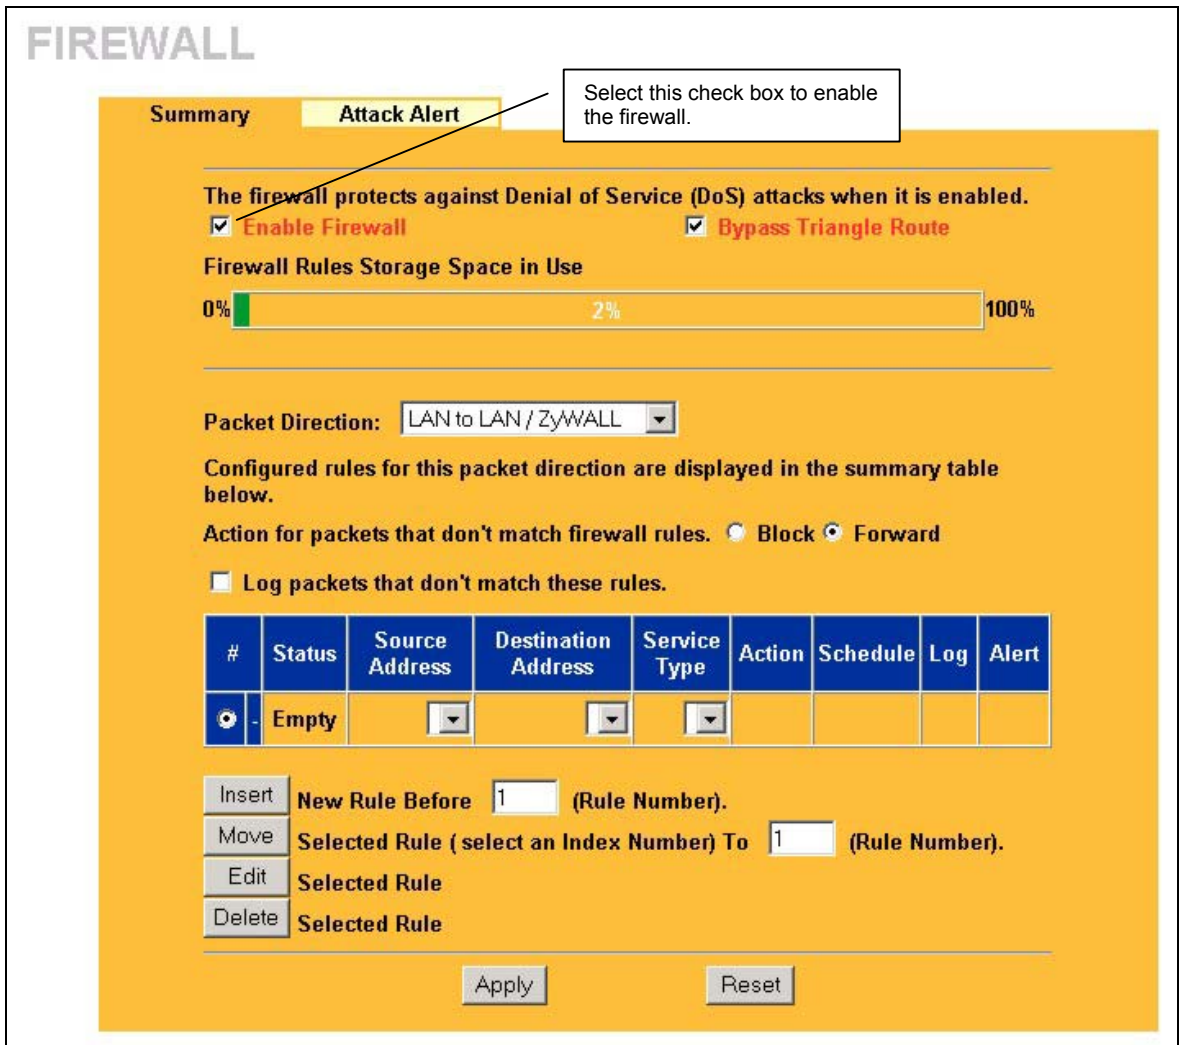 FIREWALL
Select this check box to enable
the firewall.
Summary
Attack Alert
The firewall protects against Denial of Service (DoS) attacks when it is enabled.
Enable Firewall
Bypass Triangle Route
Firewall Rules Storage Space in Use
0%
2%
100%
Packet Direction: LAN to LAN / ZyWALL
Configured rules for this packet direction are displayed in the summary table
below.
Action for packets that don't match firewall rules. Block Forward
Log packets that don't match these rules.
# Status Source Address Destination Address Service Type Action Schedule Log Alert
- Empty
Insert New Rule Before 1 (Rule Number).
Move Selected Rule ( select an Index Number) To 1 (Rule Number).
Edit Selected Rule
Delete Selected Rule
Apply Reset